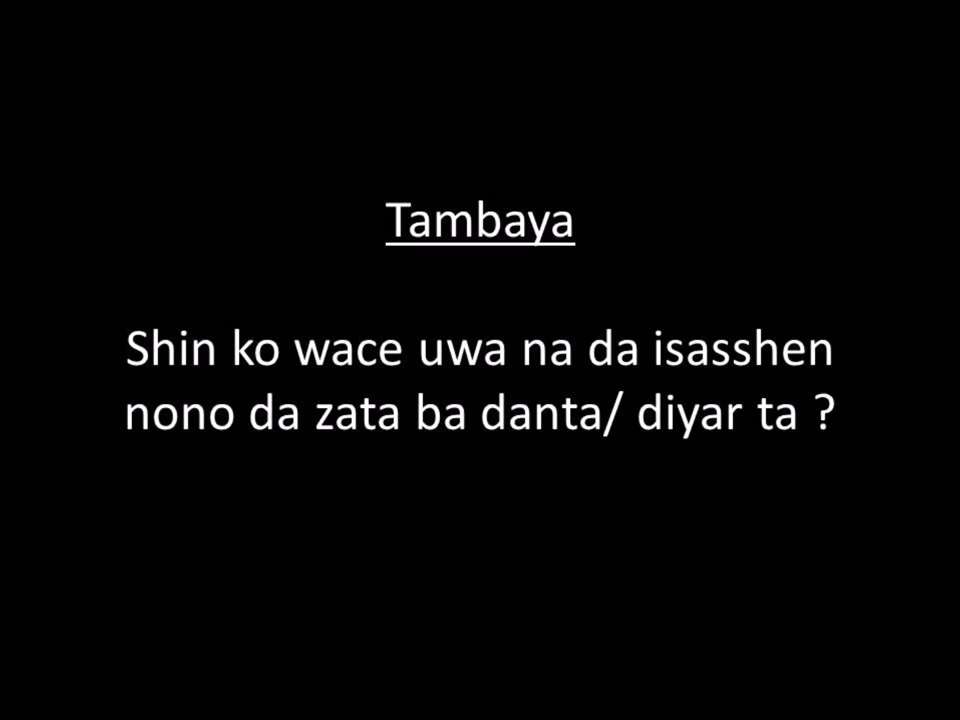 Tambaya
Shin ko wace uwa na da isasshen
nono da zata ba danta/ diyar ta ?